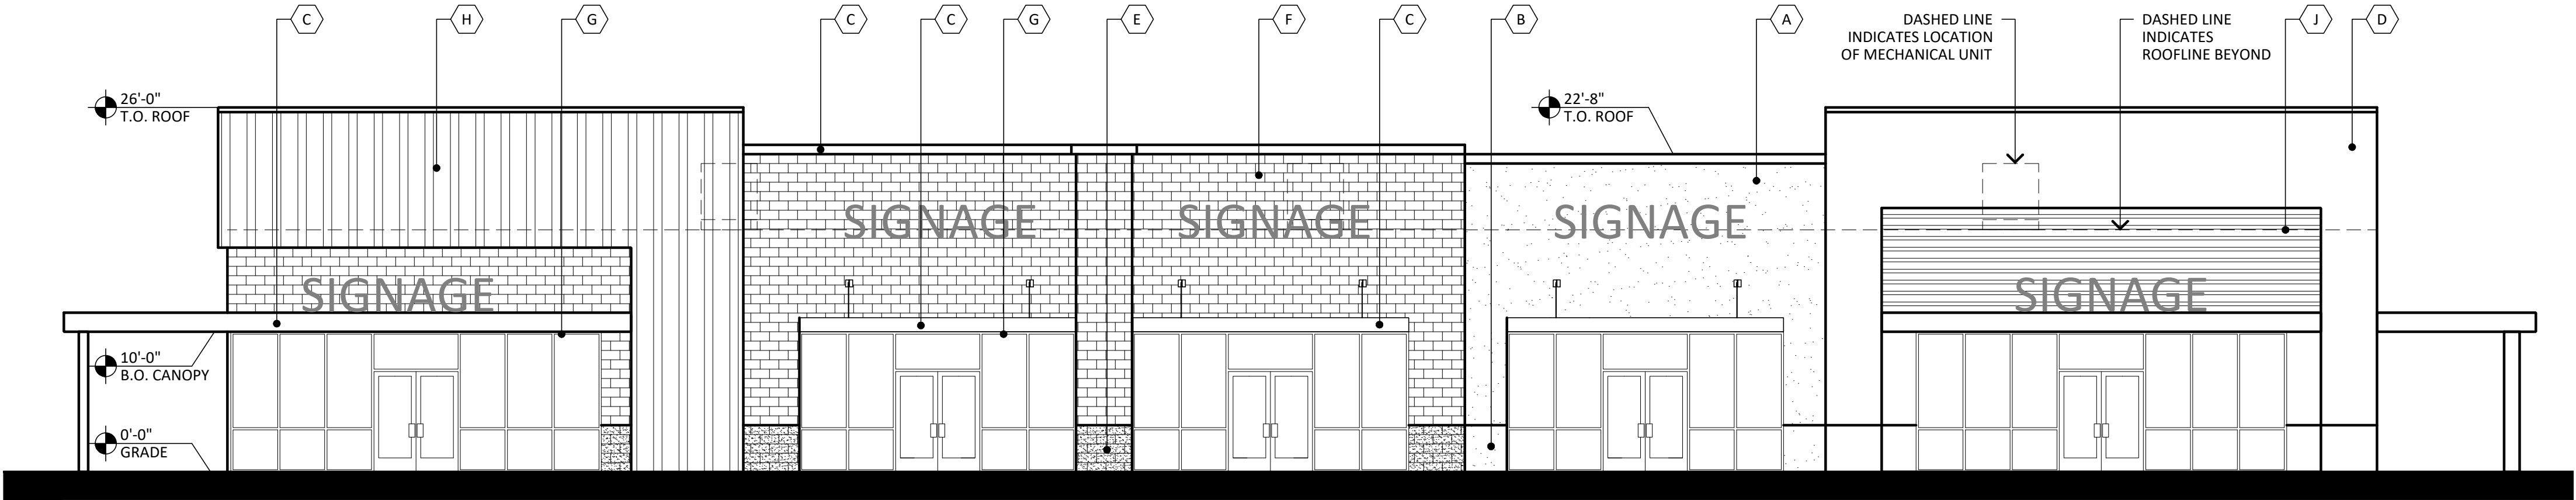 C
H
G
C
C
G
E
F
C
B
A
DASHED LINE
INDICATES LOCATION
OF MECHANICAL UNIT
DASHED LINE
INDICATES
ROOFLINE BEYOND
J
D
26'-0"
T.O. ROOF
22'-8"
T.O. ROOF
SIGNAGE
SIGNAGE
SIGNAGE
SIGNAGE
SIGNAGE
10'-0"
B.O. CANOPY
0'-0"
GRADE